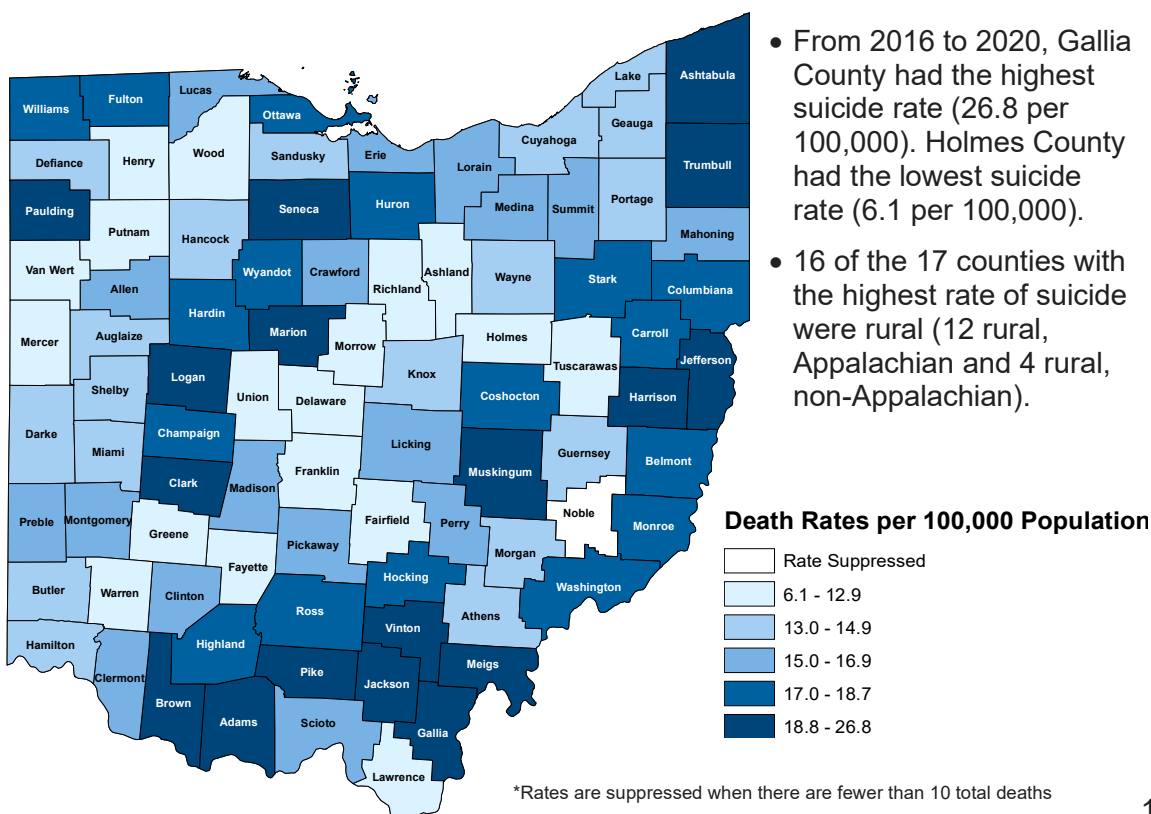 Lake
Ashtabula
Lucas
Fulton
Williams
Ottawa
Geauga
Cuyahoga
Wood
Henry
Sandusky
Erie
Defiance
Lorain
Trumbull
Portage
Paulding
Seneca
Huron
Medina
Summit
Putnam
Hancock
Mahoning
Van Wert
Wyandot
Crawford
Ashland
Wayne
Stark
Allen
Richland
Columbiana
Hardin
Marion
Carroll
Auglaize
Holmes
Mercer
Morrow
Jefferson
Tuscarawas
Knox
Logan
Shelby
Union
Delaware
Coshocton
Harrison
Champaign
Darke
Licking
Miami
Guernsey
Belmont
Franklin
Muskingum
Clark
Madison
Noble
Preble
Montgomery
Fairfield
Perry
Monroe
Greene
Pickaway
Morgan
Fayette
Hocking
Washington
Butler
Warren
Clinton
Ross
Athens
Vinton
Hamilton
Highland
Meigs
Pike
Clermont
Jackson
Brown
Adams
Scioto
Gallia
Lawrence
• From 2016 to 2020, Gallia
County had the highest
suicide rate (26.8 per
100,000). Holmes County
had the lowest suicide
rate (6.1 per 100,000).
• 16 of the 17 counties with
the highest rate of suicide
were rural (12 rural,
Appalachian and 4 rural,
non-Appalachian).
Death Rates per 100,000 Population
Rate Suppressed
6.1 - 12.9
13.0 - 14.9
15.0 - 16.9
17.0 - 18.7
18.8 - 26.8
*Rates are suppressed when there are fewer than 10 total deaths
1